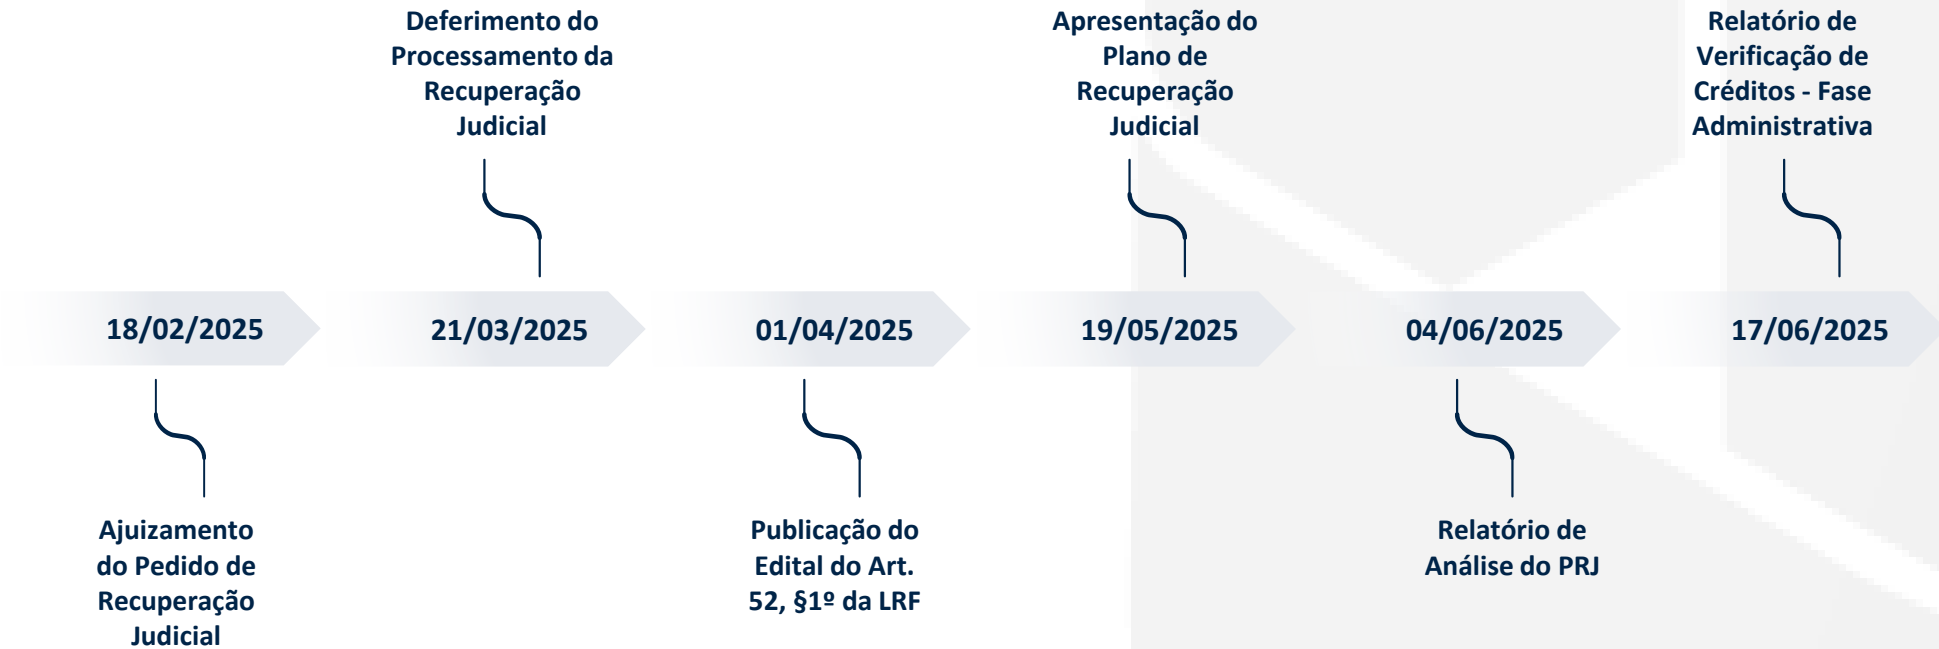 Deferimento do
Processamento da
Recuperação
Judicial
Apresentação do
Plano de
Recuperação
Judicial
Relatório de
Verificação de
Créditos - Fase
Administrativa
18/02/2025
21/03/2025
01/04/2025
19/05/2025
04/06/2025
17/06/2025
Ajuizamento
do Pedido de
Recuperação
Judicial
Publicação do
Edital do Art.
52, §1º da LRF
Relatório de
Análise do PRJ